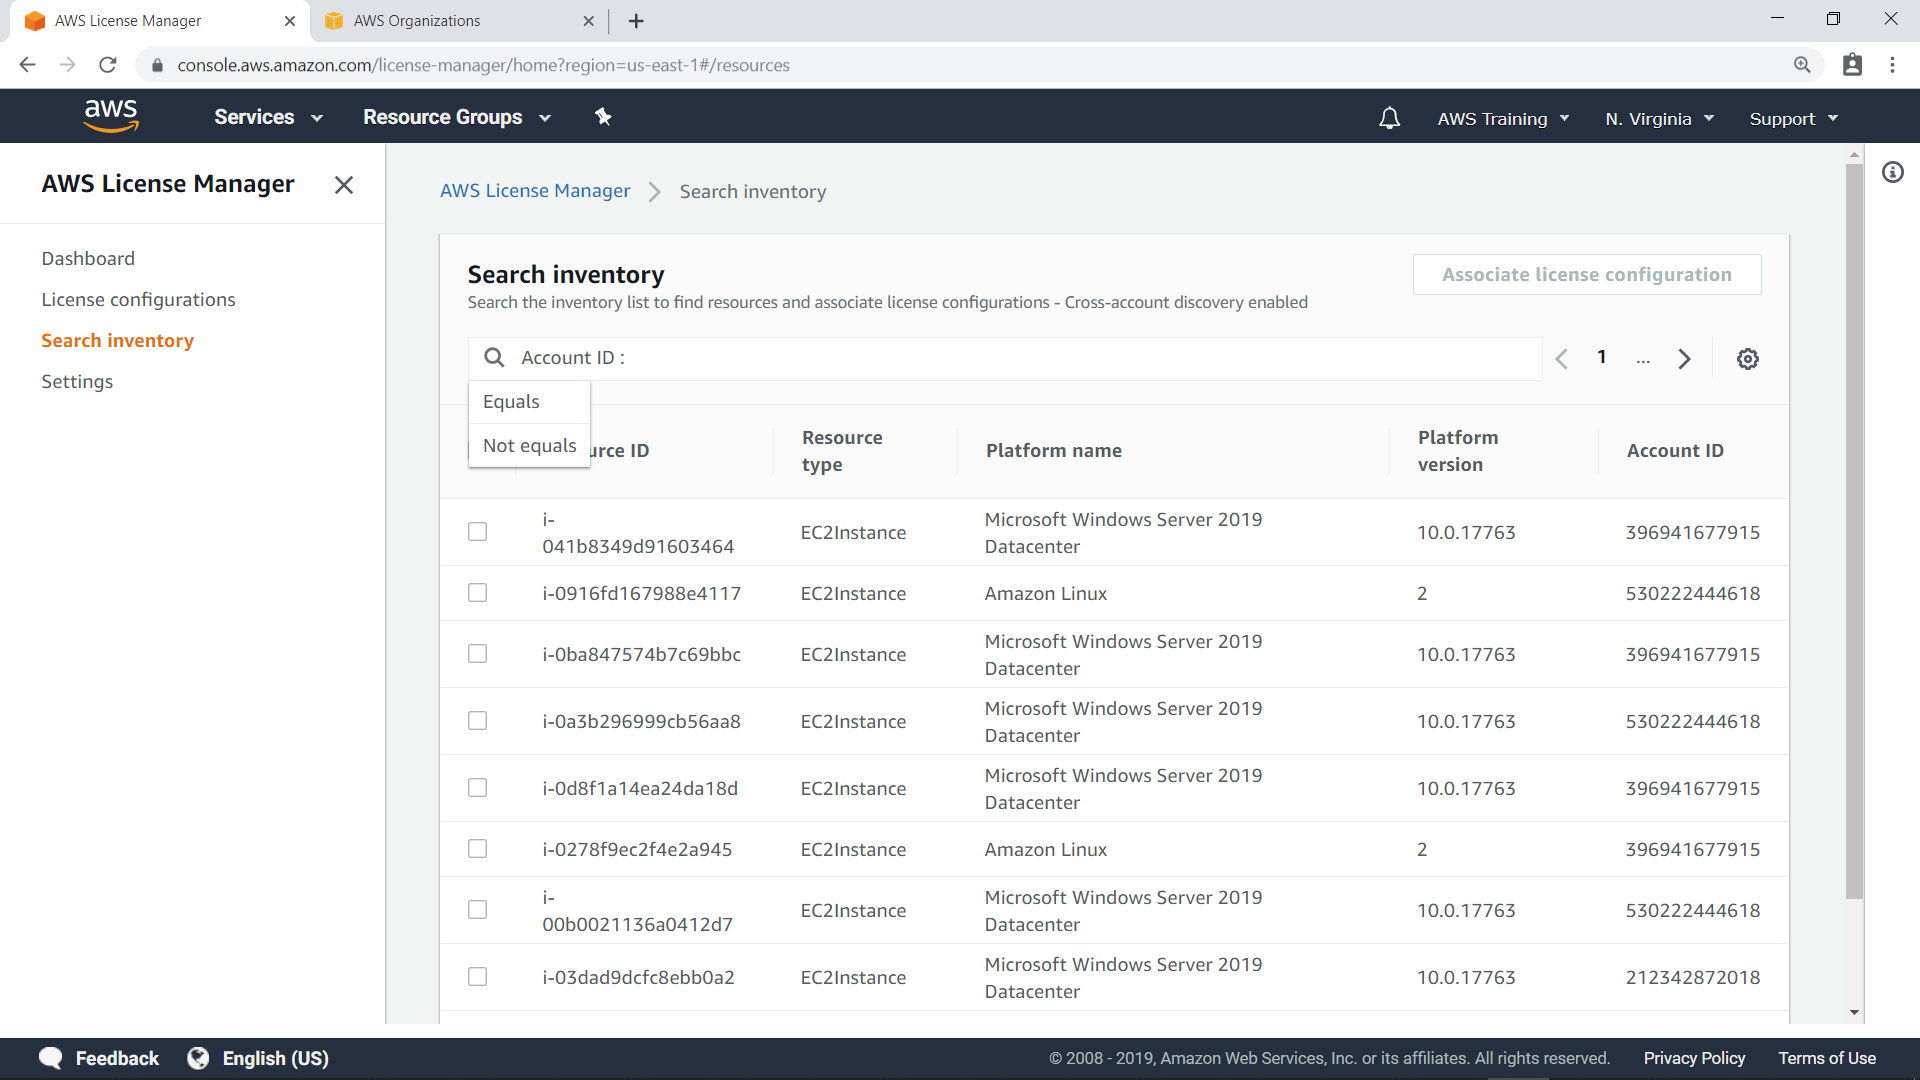 AWS License Manager
AWS Organizations
console.aws.amazon.com/license-manager/home?region=us-east-1#/resources
aws
Services
Resource Groups
AWS Training
N. Virginia
Support
AWS License Manager
Dashboard
License configurations
Search inventory
Settings
AWS License Manager
Search inventory
Search inventory
Associate license configuration
Search the inventory list to find resources and associate license configurations - Cross-account discovery enabled
Account ID :
1
...
Equals
Not equals
urce ID
Resource
type
Platform name
Platform
version
Account ID
i-
041b8349d91603464
EC2Instance
Microsoft Windows Server 2019
Datacenter
10.0.17763
396941677915
i-0916fd167988e4117
EC2Instance
Amazon Linux
2
530222444618
i-0ba847574b7c69bbc
EC2Instance
Microsoft Windows Server 2019
Datacenter
10.0.17763
396941677915
i-0a3b296999cb56aa8
EC2Instance
Microsoft Windows Server 2019
Datacenter
10.0.17763
530222444618
i-0d8f1a14ea24da18d
EC2Instance
Microsoft Windows Server 2019
Datacenter
10.0.17763
396941677915
i-0278f9ec2f4e2a945
EC2Instance
Amazon Linux
2
396941677915
i-
00b0021136a0412d7
EC2Instance
Microsoft Windows Server 2019
Datacenter
10.0.17763
530222444618
i-03dad9dcfc8ebb0a2
EC2Instance
Microsoft Windows Server 2019
Datacenter
10.0.17763
212342872018
Feedback
English (US)
© 2008 - 2019, Amazon Web Services, Inc. or its affiliates. All rights reserved.
Privacy Policy
Terms of Use